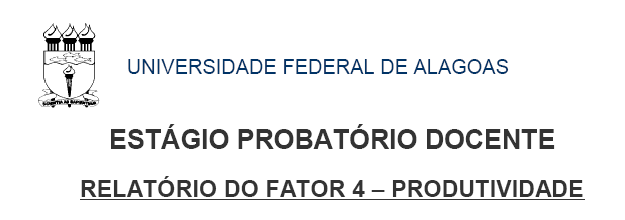 UNIVERSIDADE FEDERAL DE ALAGOAS
ESTÁGIO PROBATÓRIO DOCENTE
RELATÓRIO DO FATOR 4 – PRODUTIVIDADE